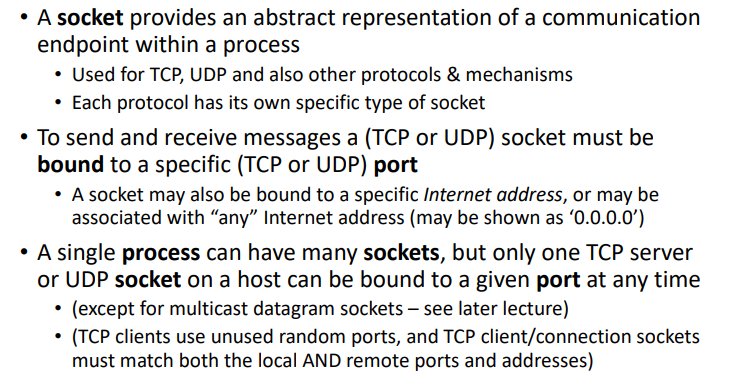 • A socket provides an abstract representation of a communication
endpoint within a process
• Used for TCP, UDP and also other protocols & mechanisms
• Each protocol has its own specific type of socket
• To send and receive messages a (TCP or UDP) socket must be
bound to a specific (TCP or UDP) port
• A socket may also be bound to a specific Internet address, or may be
associated with “any” Internet address (may be shown as ‘0.0.0.0’)
• A single process can have many sockets, but only one TCP server
or UDP socket on a host can be bound to a given port at any time
• (except for multicast datagram sockets – see later lecture)
• (TCP clients use unused random ports, and TCP client/connection sockets
must match both the local AND remote ports and addresses)